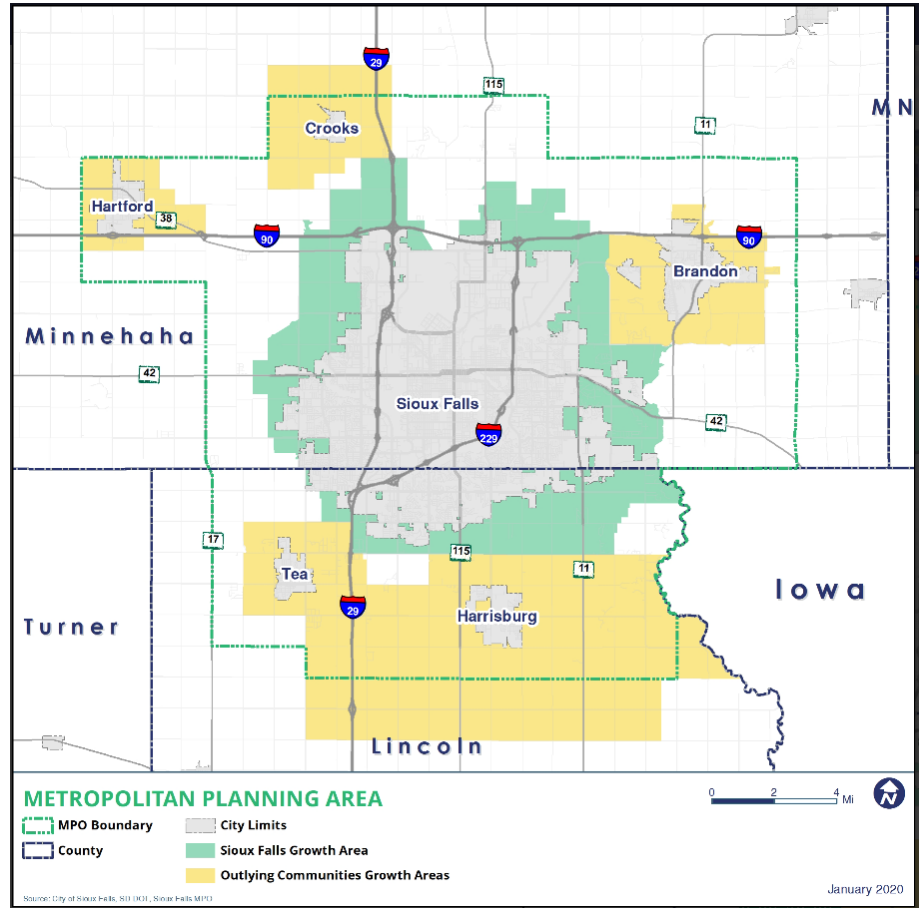 29
115
MN
11
Crooks
Hartford
38
90
90
Brandon
Minnehaha
42
Sioux Falls
42
229
17
115
Tea
11
Iowa
29
Harrisburg
Turner
Lincoln
METROPOLITAN PLANNING AREA
0 2 4 Mi
N
MPO Boundary
City Limits
County
Sioux Falls Growth Area
Outlying Communities Growth Areas
January 2020
Source: City of Sioux Falls, SD DOT, Sioux Falls MPO